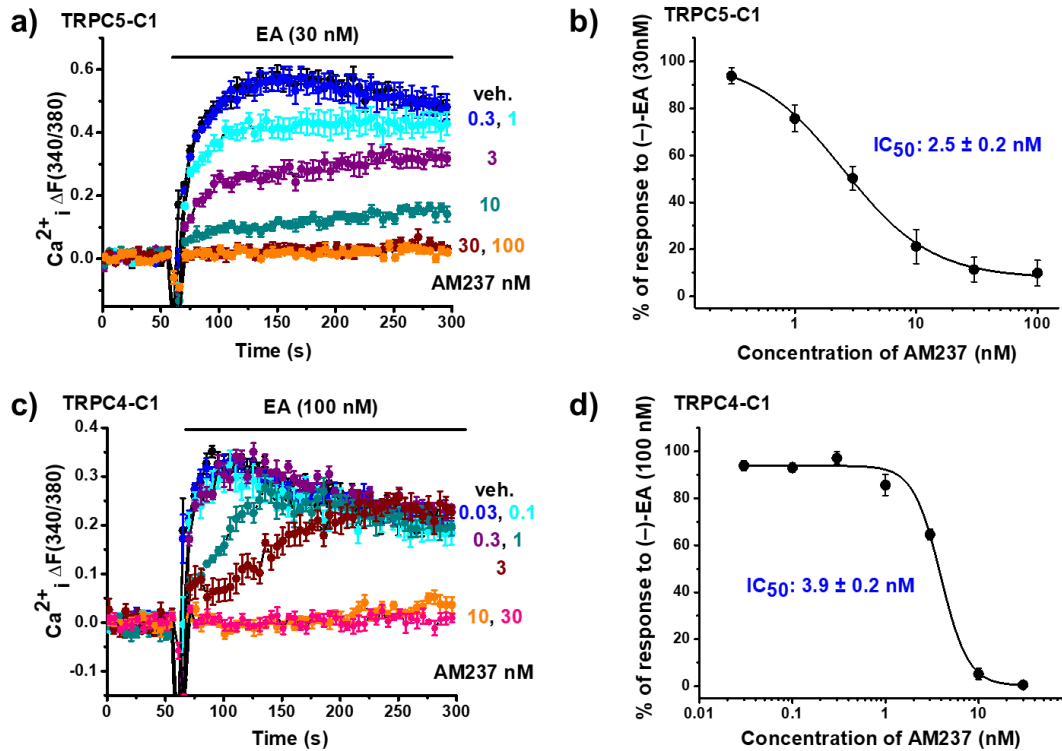 a)
TRPC5-C1
EA (30 nM)
Ca2+i ΔF(340/380)
0.6
0.4
0.2
0.0
veh.
0.3, 1
3
10
30, 100
AM237 nM
0 50 100 150 200 250 300
Time (s)
b)
TRPC5-C1
% of response to (–)-EA (30nM)
100
80
60
40
20
0
IC50: 2.5 ± 0.2 nM
1 10 100
Concentration of AM237 (nM)
c)
TRPC4-C1
EA (100 nM)
Ca2+i ΔF(340/380)
0.4
0.3
0.2
0.1
0.0
-0.1
veh.
0.03, 0.1
0.3, 1
3
10, 30
AM237 nM
0 50 100 150 200 250 300
Time (s)
d)
TRPC4-C1
% of response to (–)-EA (100 nM)
100
80
60
40
20
0
IC50: 3.9 ± 0.2 nM
0.01 0.1 1 10
Concentration of AM237 (nM)